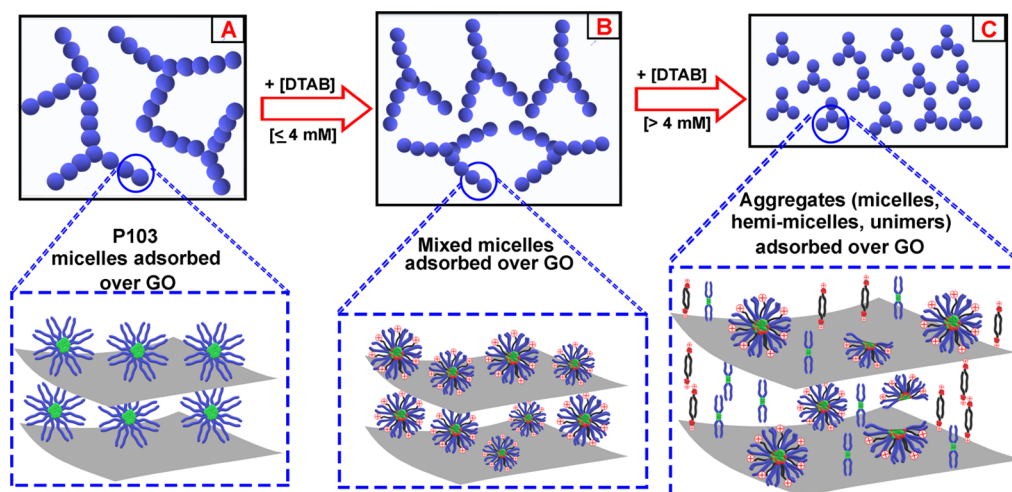 A
+ [DTAB]
[≤ 4 mM]
B
+ [DTAB]
[> 4 mM]
C
P103
micelles adsorbed
over GO
Mixed micelles
adsorbed over GO
Aggregates (micelles,
hemi-micelles, unimers)
adsorbed over GO